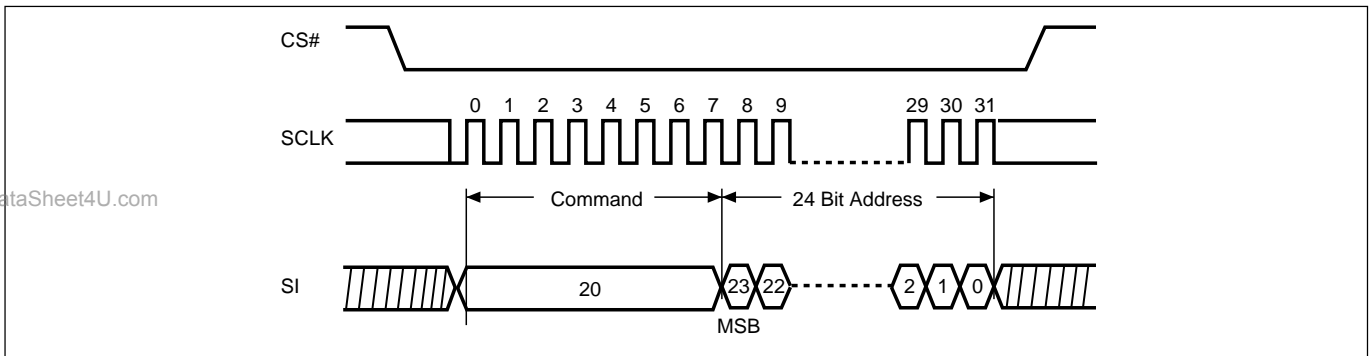 CS#
0 1 2 3 4 5 6 7 8 9 29 30 31
SCLK
ataSheet4U.com
Command 24 Bit Address
SI 20 23 22 2 1 0
MSB